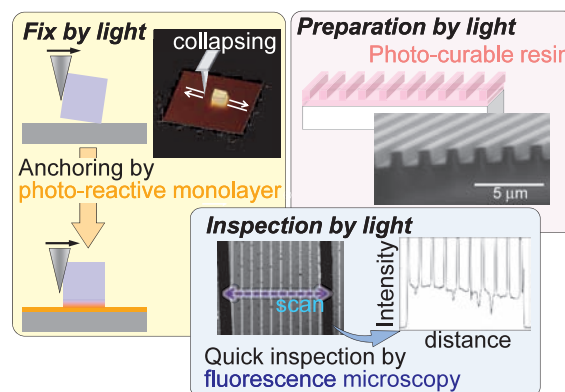 Fix by light
collapsing
Anchoring by
photo-reactive monolayer
Preparation by light
Photo-curable resin
5 μm
Inspection by light
scan
Intensity
distance
Quick inspection by
fluorescence microscopy